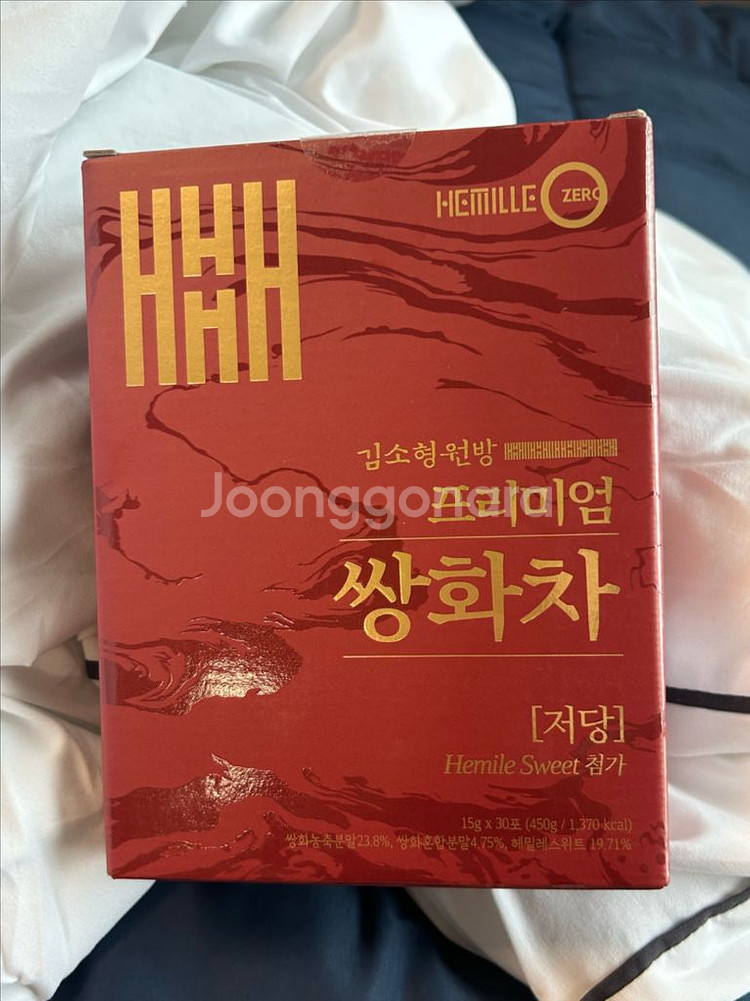 HEMILLE ZERO
김소형원방
Joonggonara
프리미엄
쌍화차
[저당]
Hemile Sweet 첨가
15g x 30포 (450g / 1,370 kcal)
쌍화농축분말23.8%, 쌍화혼합분말4.75%, 헤밀레스위트 19.71%